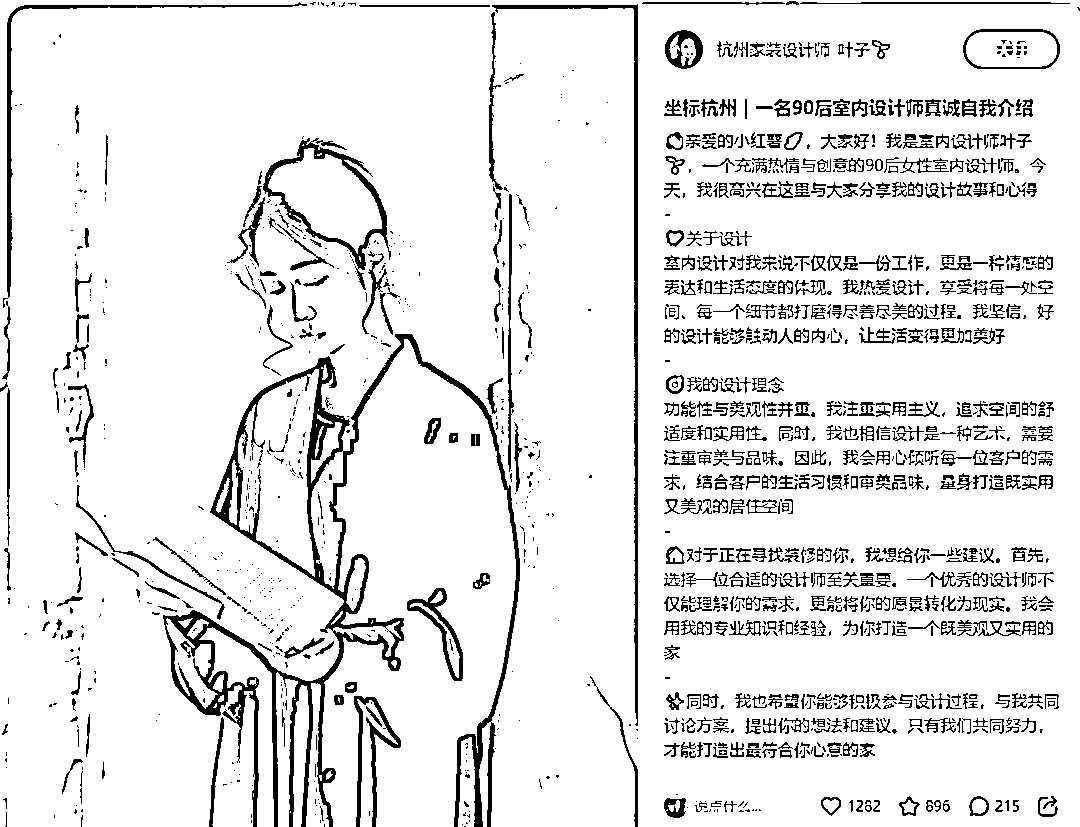 杭州家装设计师 叶子
坐标杭州 | 一名90后室内设计师真诚自我介绍
亲爱的小红薯，大家好！我是室内设计师叶子
，一个充满热情与创意的90后女性室内设计师。今
天，我很高兴在这里与大家分享我的设计故事和心得
-
关于设计
室内设计对我来说不仅仅是一份工作，更是一种情感的
表达和生活态度的体现。我热爱设计，享受将每一处空
间、每一个细节都打磨得尽善尽美的过程。我坚信，好
的设计能够触动人的内心，让生活变得更加美好
-
我的设计理念
功能性与美观性并重。我注重实用主义，追求空间的舒
适度和实用性。同时，我也相信设计是一种艺术，需要
注重审美与品味。因此，我会用心倾听每一位客户的需
求，结合客户的生活习惯和审美品味，量身打造既实用
又美观的居住空间
-
对于正在寻找装修的你，我想给你一些建议。首先，
选择一位合适的设计师至关重要。一个优秀的设计师不
仅能理解你的需求，更能将你的愿景转化为现实。我会
用我的专业知识和经验，为你打造一个既美观又实用的
家
-
同时，我也希望你能够积极参与设计过程，与我共同
讨论方案，提出你的想法和建议。只有我们共同努力，
才能打造出最符合你心意的家
说点什么...
1282 896 215